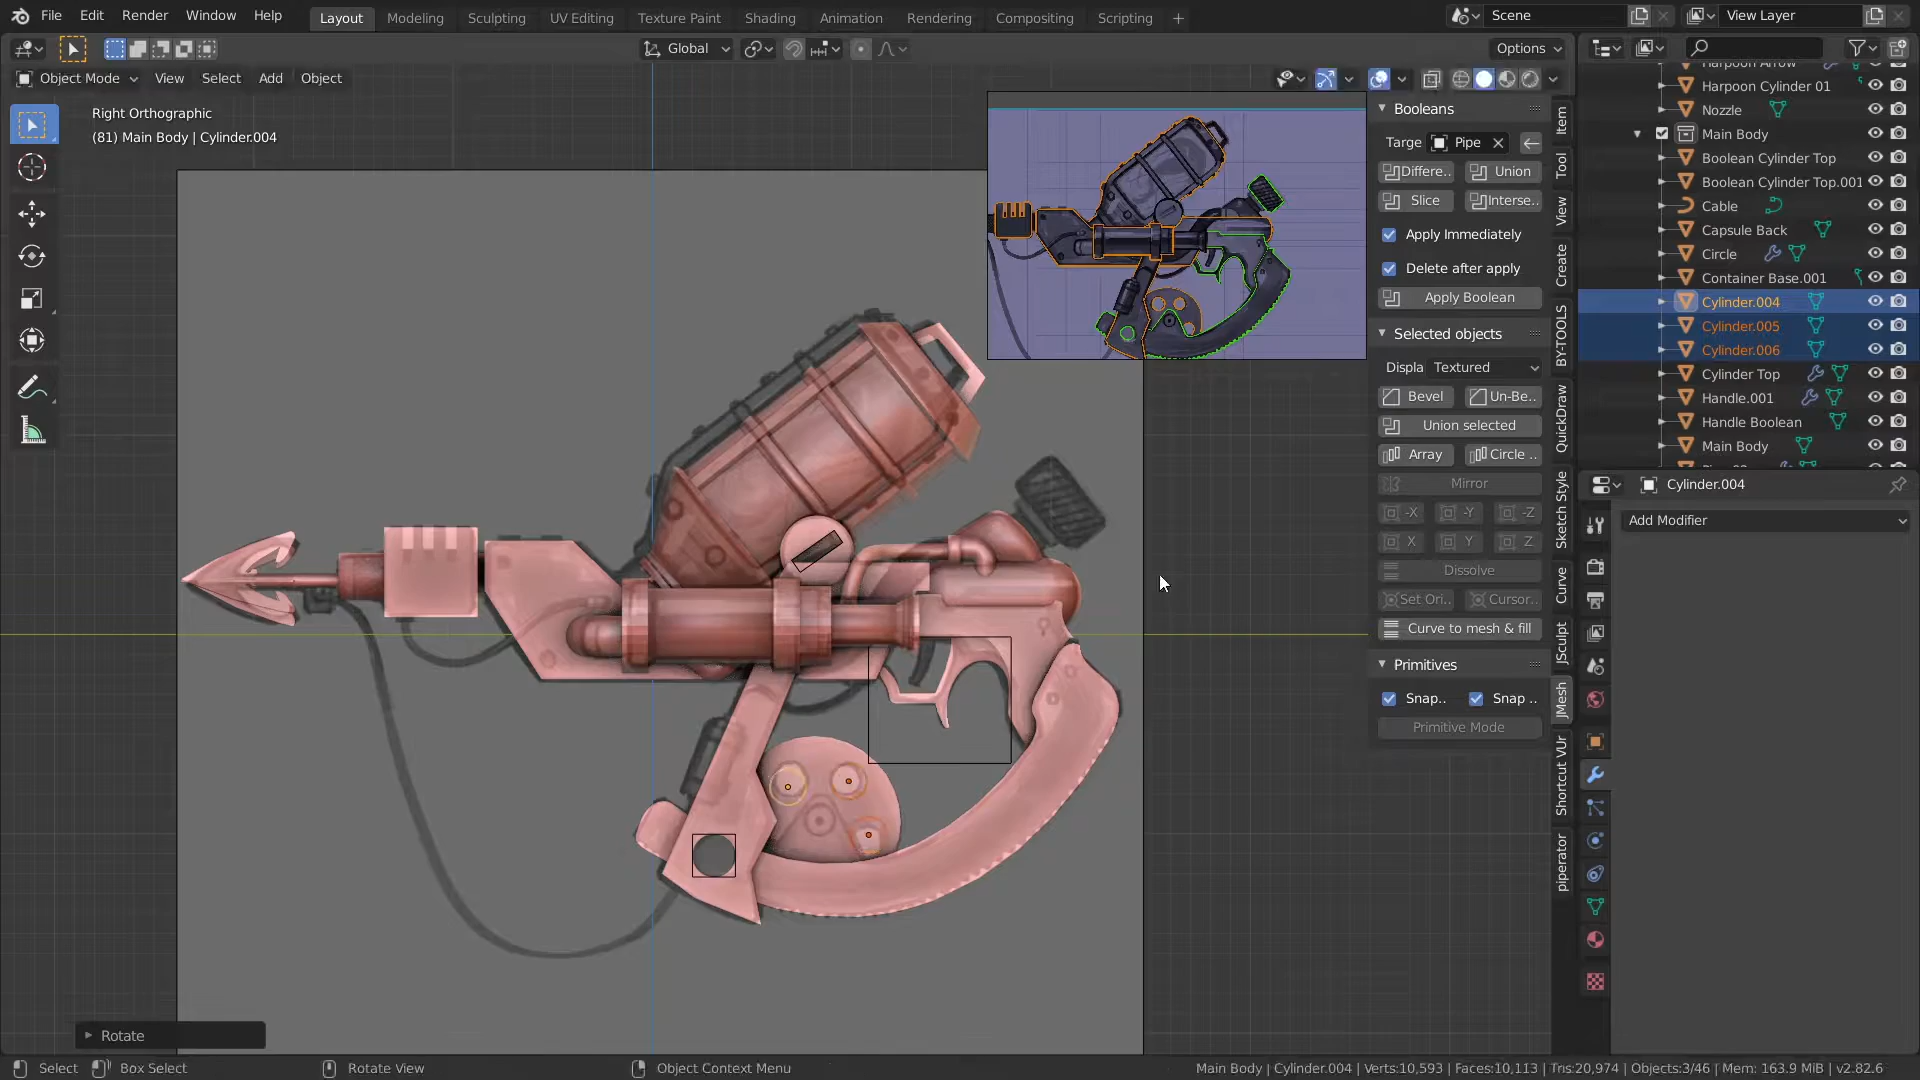 File Edit Render Window Help Layout Modeling Sculpting UV Editing Texture Paint Shading Animation Rendering Compositing Scripting + Scene View Layer
Global Options
Object Mode View Select Add Object
Right Orthographic
(81) Main Body | Cylinder.004
Booleans
Targe Pipe
Differe.. Union
Slice Interse..
Apply Immediately
Delete after apply
Apply Boolean
Selected objects
Displa Textured
Bevel Un-Be..
Union selected
Array Circle ..
Mirror
-X -Y -Z
X Y Z
Dissolve
Set Ori.. Cursor..
Curve to mesh & fill
Primitives
Snap.. Snap ..
Primitive Mode
Item
Tool
View
Create
BY-TOOLS
QuickDraw
Sketch Style
Curve
JSculpt
JMesh
Shortcut VUr
piperator
Harpoon Arrow
Harpoon Cylinder 01
Nozzle
Main Body
Boolean Cylinder Top
Boolean Cylinder Top.001
Cable
Capsule Back
Circle
Container Base.001
Cylinder.004
Cylinder.005
Cylinder.006
Cylinder Top
Handle.001
Handle Boolean
Main Body
Cylinder.004
Add Modifier
Rotate
Select Box Select Rotate View Object Context Menu Main Body | Cylinder.004 | Verts:10,593 | Faces:10,113 | Tris:20,974 | Objects:3/46 | Mem: 163.9 MiB | v2.82.6